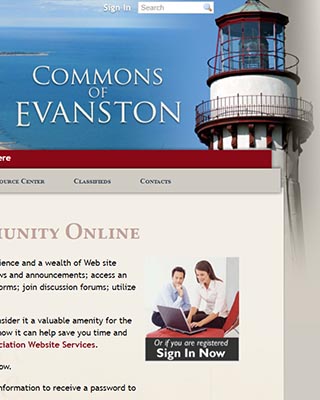 Sign In Search
COMMONS
OF
EVANSTON
ere
OURCE CENTER CLASSIFIEDS CONTACTS
UNITY ONLINE
ience and a wealth of Web site
ws and announcements; access an
orms; join discussion forums; utilize
nsider it a valuable amenity for the
now it can help save you time and
ciation Website Services.
ow.
nformation to receive a password to
Or if you are registered
Sign In Now